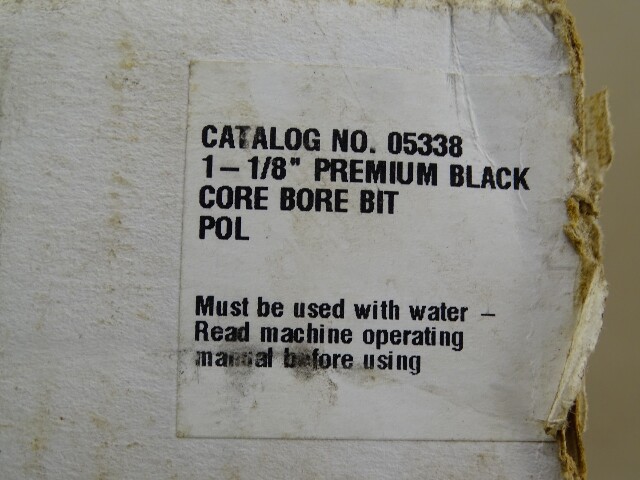 CATALOG NO. 05338
1-1/8" PREMIUM BLACK
CORE BORE BIT
POL
Must be used with water -
Read machine operating
manual before using